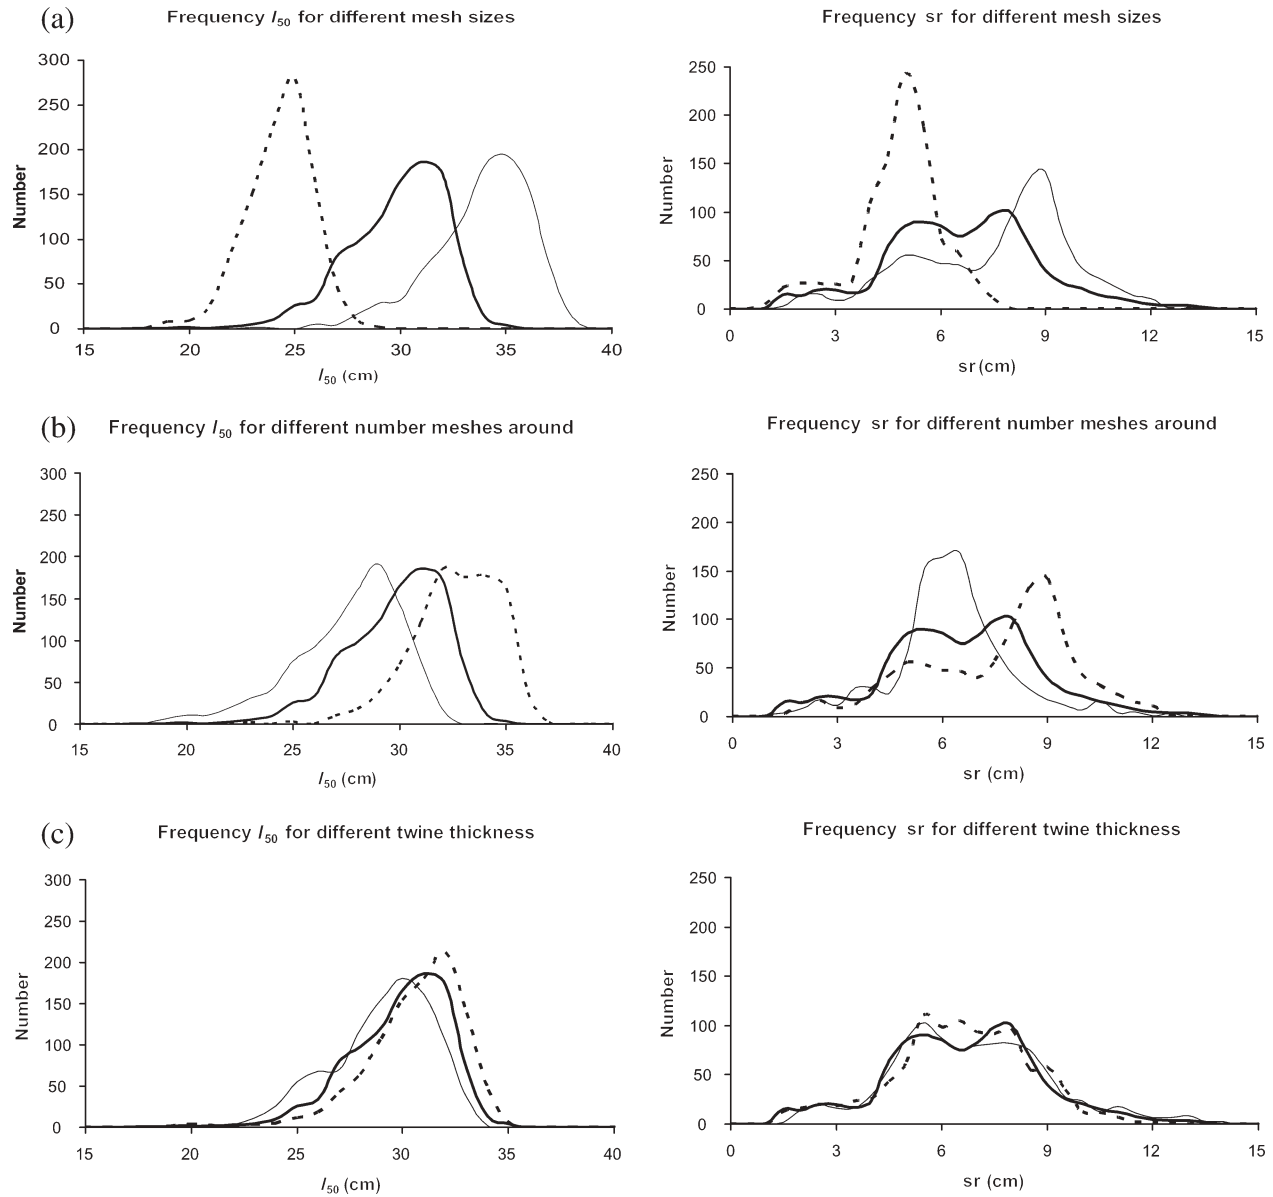 (a)
Frequency l50 for different mesh sizes
300
250
200
150
100
50
0
Number
15 20 25 30 35 40
l50 (cm)
Frequency sr for different mesh sizes
250
200
150
100
50
0
Number
0 3 6 9 12 15
sr (cm)
(b)
Frequency l50 for different number meshes around
300
250
200
150
100
50
0
Number
15 20 25 30 35 40
l50 (cm)
Frequency sr for different number meshes around
250
200
150
100
50
0
Number
0 3 6 9 12 15
sr (cm)
(c)
Frequency l50 for different twine thickness
300
250
200
150
100
50
0
Number
15 20 25 30 35 40
l50 (cm)
Frequency sr for different twine thickness
250
200
150
100
50
0
Number
0 3 6 9 12 15
sr (cm)